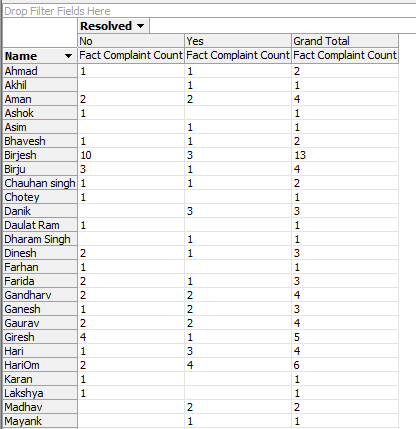 Drop Filter Fields Here
Resolved
No Yes Grand Total
Name Fact Complaint Count Fact Complaint Count Fact Complaint Count
Ahmad 1 1 2
Akhil 1 1
Aman 2 2 4
Ashok 1 1
Asim 1 1
Bhavesh 1 1 2
Birjesh 10 3 13
Birju 3 1 4
Chauhan singh 1 1 2
Chotey 1 1
Danik 3 3
Daulat Ram 1 1
Dharam Singh 1 1
Dinesh 2 1 3
Farhan 1 1
Farida 2 1 3
Gandharv 2 2 4
Ganesh 1 2 3
Gaurav 2 2 4
Giresh 4 1 5
Hari 1 3 4
HariOm 2 4 6
Karan 1 1
Lakshya 1 1
Madhav 2 2
Mayank 1 1